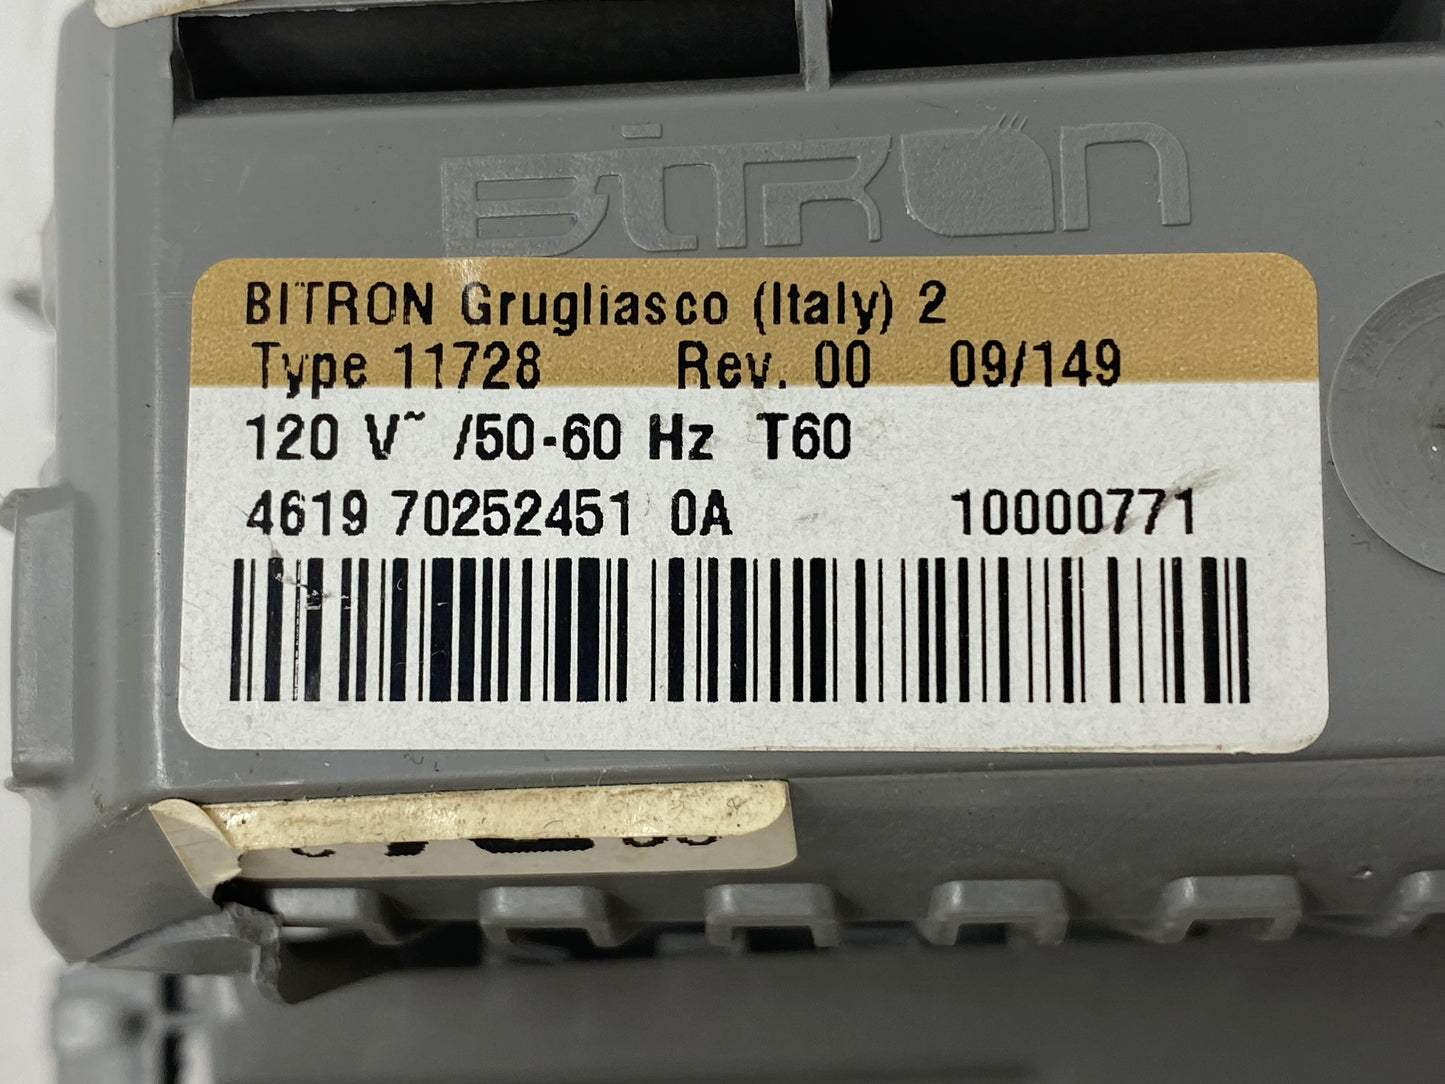 BITRON
BITRON Grugliasco (Italy) 2
Type 11728 Rev. 00 09/149
120 V~ /50-60 Hz T60
4619 70252451 0A 10000771